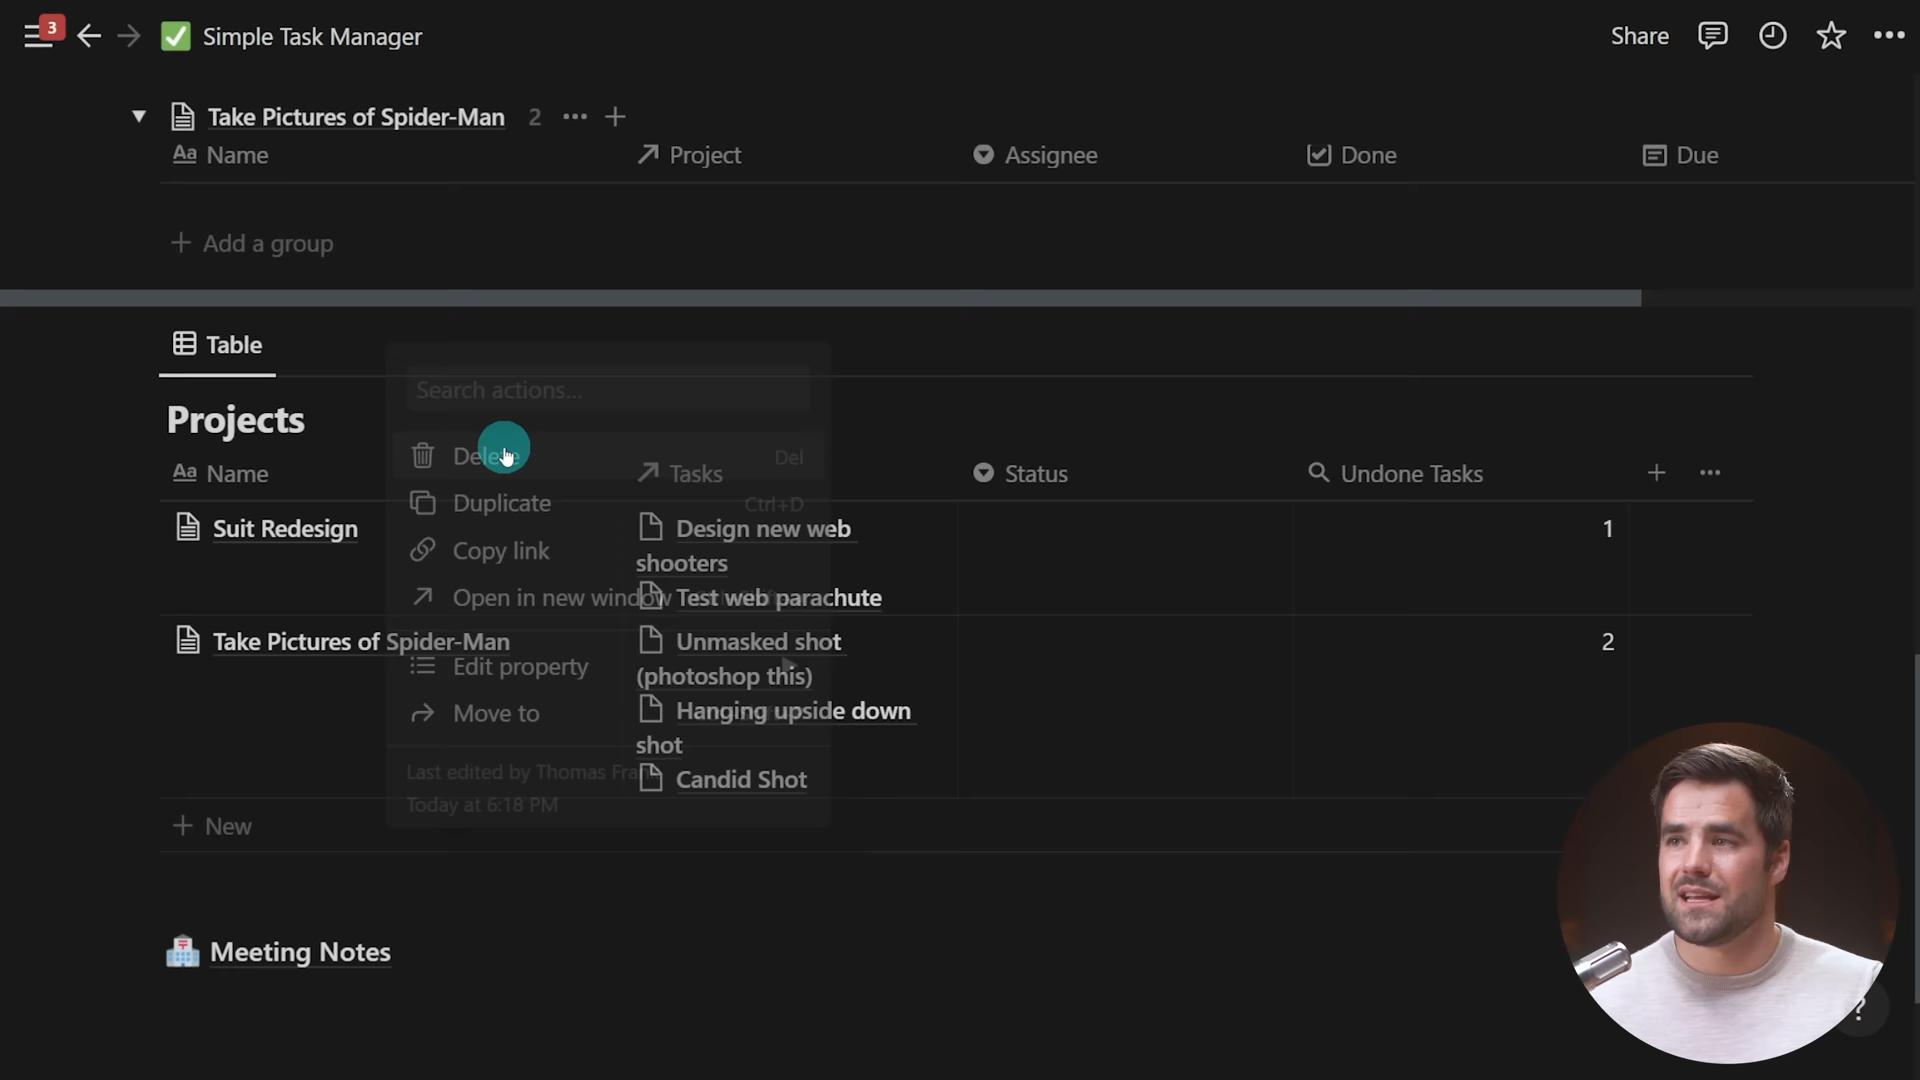 3
Simple Task Manager
Share
Take Pictures of Spider-Man 2
Aa Name
Project
Assignee
Done
Due
+ Add a group
Table
Search actions...
Projects
Delete
Del
Aa Name
Tasks
Status
Undone Tasks
Duplicate
Ctrl+D
Suit Redesign
Design new web
shooters
1
Copy link
Open in new window
Test web parachute
Take Pictures of Spider-Man
Unmasked shot
(photoshop this)
2
Edit property
Move to
Hanging upside down
shot
Last edited by Thomas
Candid Shot
Today at 6:18 PM
+ New
Meeting Notes
?